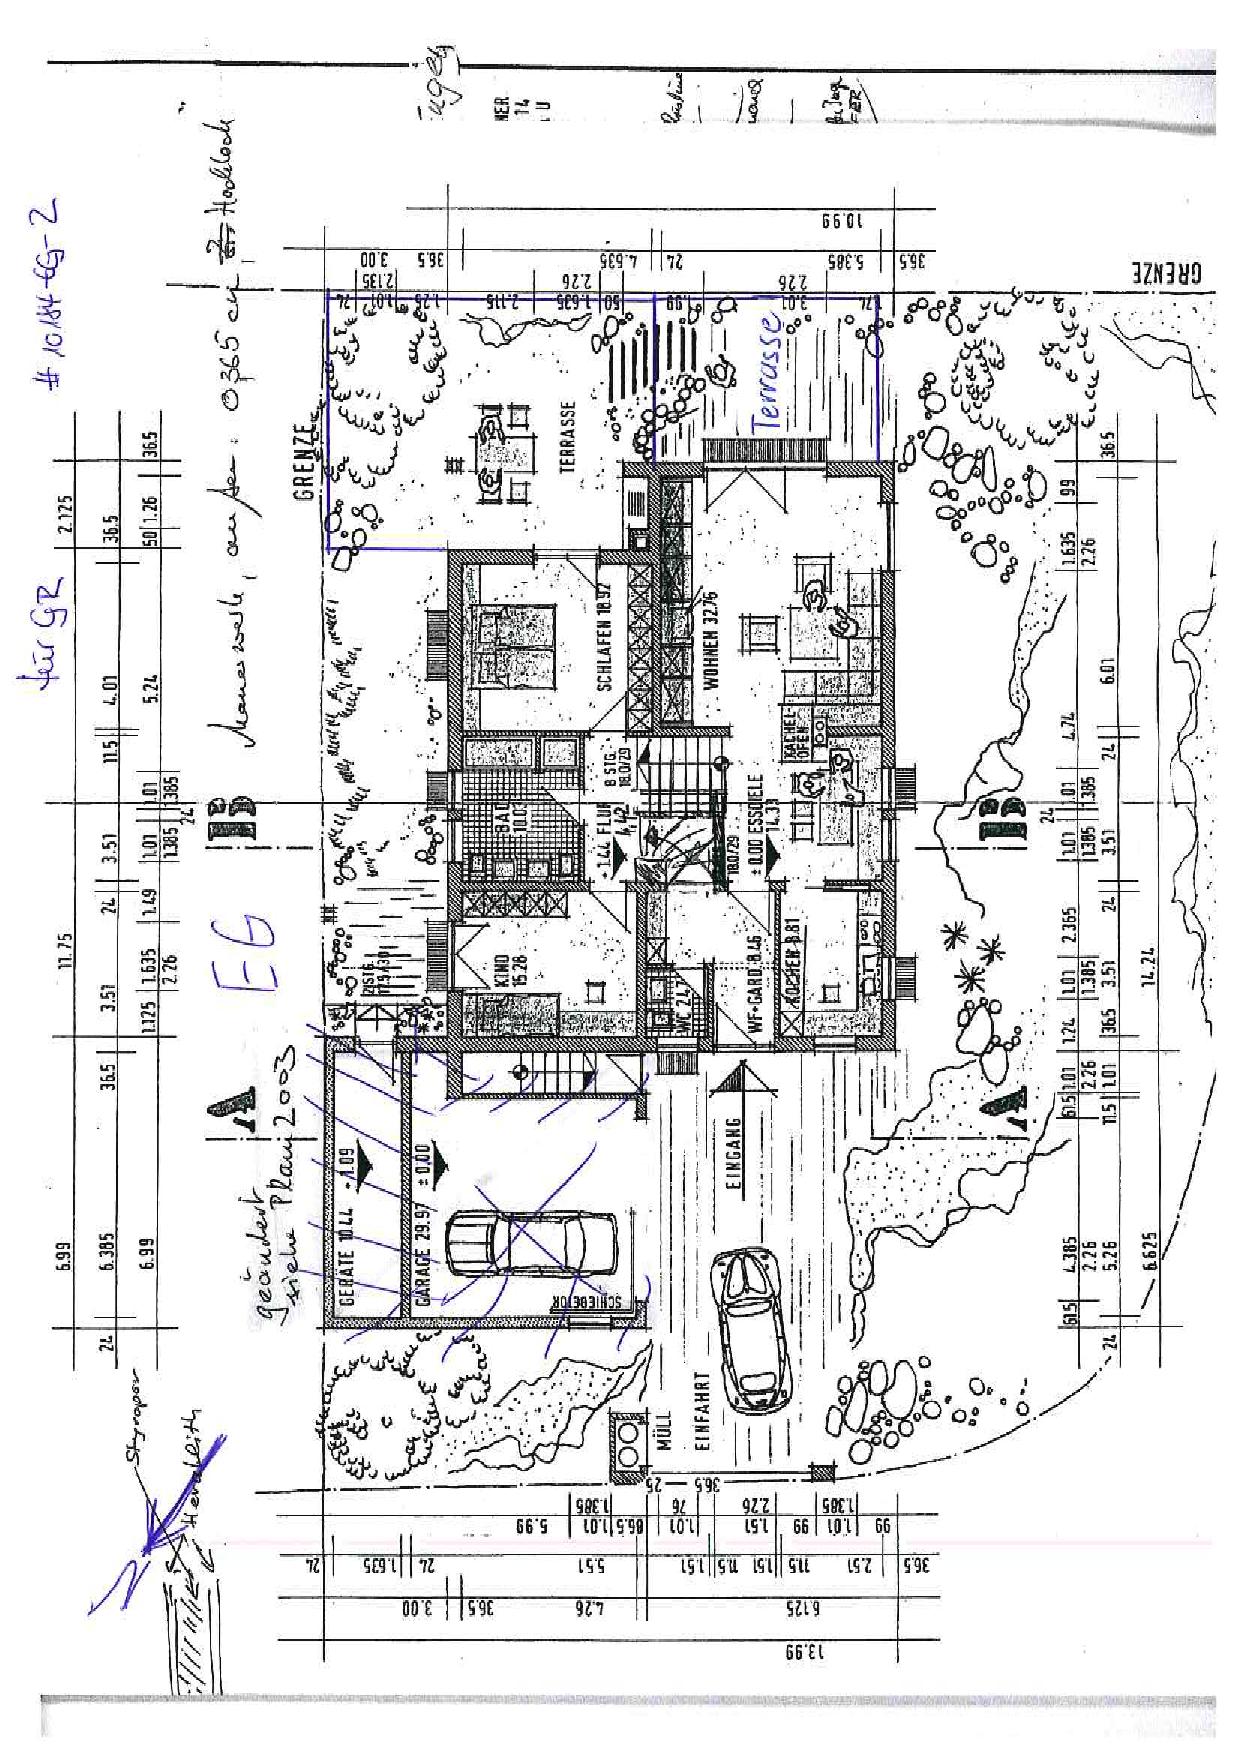 für GR
# 10184-EG-2
6.99 11.75 2.125
24 6.385 36.5 3.51 24 3.51 11.5 4.01 36.5
6.99 1.125 1.635 1.49 1.01 1.01 5.24 50 1.26 36.5
2.26 1.385 1.385
24
Styropor
Heraklith
A
EG
B
Mauerwerk, außen: 0,365 cm Hochloch
geändert
siehe Plan 2003
GRENZE
GERÄTE 10.44 - 1.09
2 STG.
17.5/30
GARAGE 29.97 ± 0.00
SCHIEBETOR
KIND
15.28
BAD
10.03
TERRASSE
SCHLAFEN 18.92
+ 1.44 FLUR
4.42
8 STG.
18.0/29
MÜLL
EINFAHRT
WC 2.47
WOHNEN 32.76
EINGANG
18.0/29
WF+GARD 8.46
± 0.00 ESSDIELE
14.33
Terrasse
KOCHEN 8.81
KACHEL-
OFEN
24
1.635
3.00
24
36.5
5.99
4.26
5.51
1.01
1.385
66.5
25
36.5
76
1.01
1.51
11.5
1.51
2.26
1.51
13.99
6.125
11.5
99
1.01
1.385
2.51
99
36.5
74
1.01
2.135
3.00
1.26
36.5
2.115
1.635
2.26
50
4.635
1.99
24
3.01
2.26
5.385
10.99
74
36.5
A
B
24
61.5 4.385 61.5 1.01 1.24 1.01 2.365 1.01 1.01 4.74 1.635 99
2.26 2.26 1.385 1.385 1.385 2.26
24 5.26 11.5 1.01 36.5 3.51 24 3.51 24 6.01 36.5
6.625 14.24
GRENZE
NER
14
U